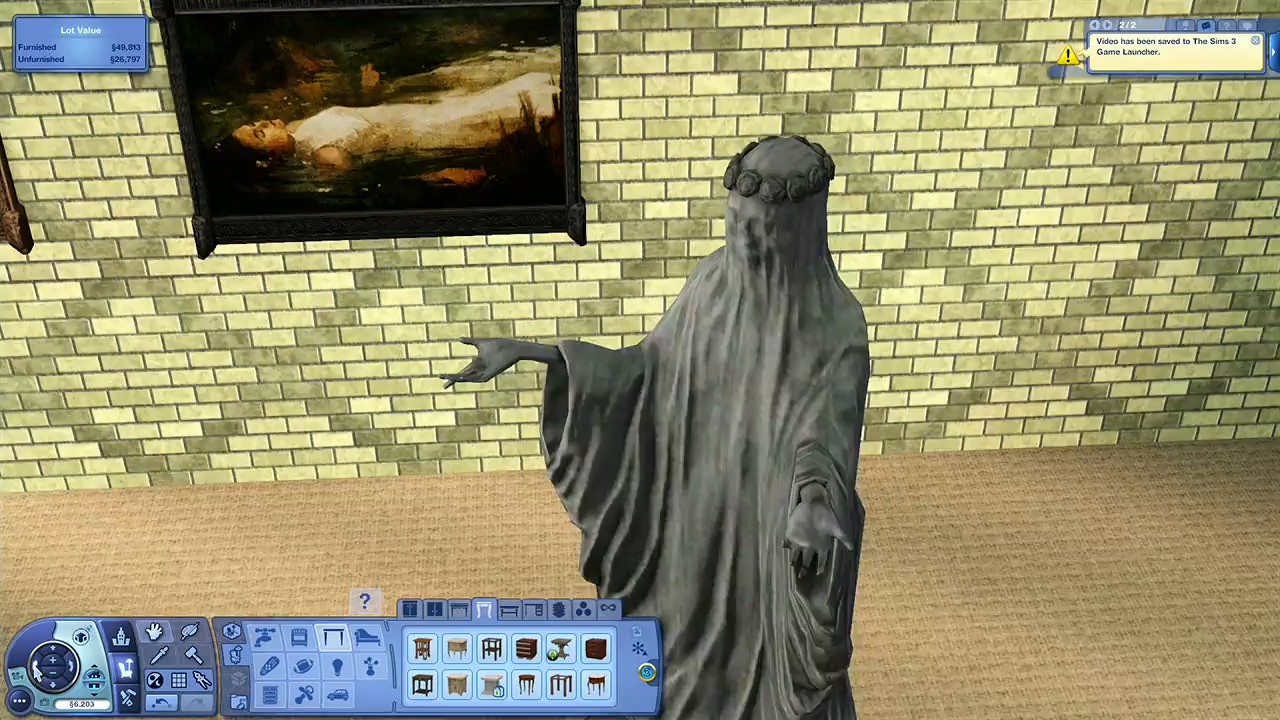 Lot Value
Furnished §49,813
Unfurnished §26,797
2/2
Video has been saved to The Sims 3
Game Launcher.
?
§6,203